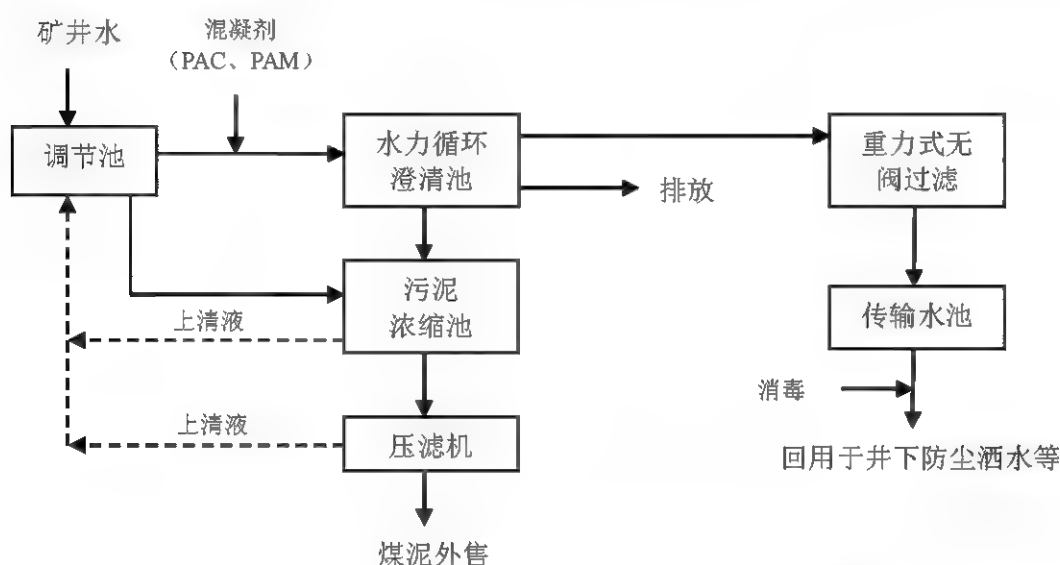 矿井水
混凝剂
（PAC、PAM）
调节池
水力循环
澄清池
重力式无
阀过滤
排放
污泥
浓缩池
传输水池
上清液
消毒
上清液
压滤机
回用于井下防尘洒水等
煤泥外售